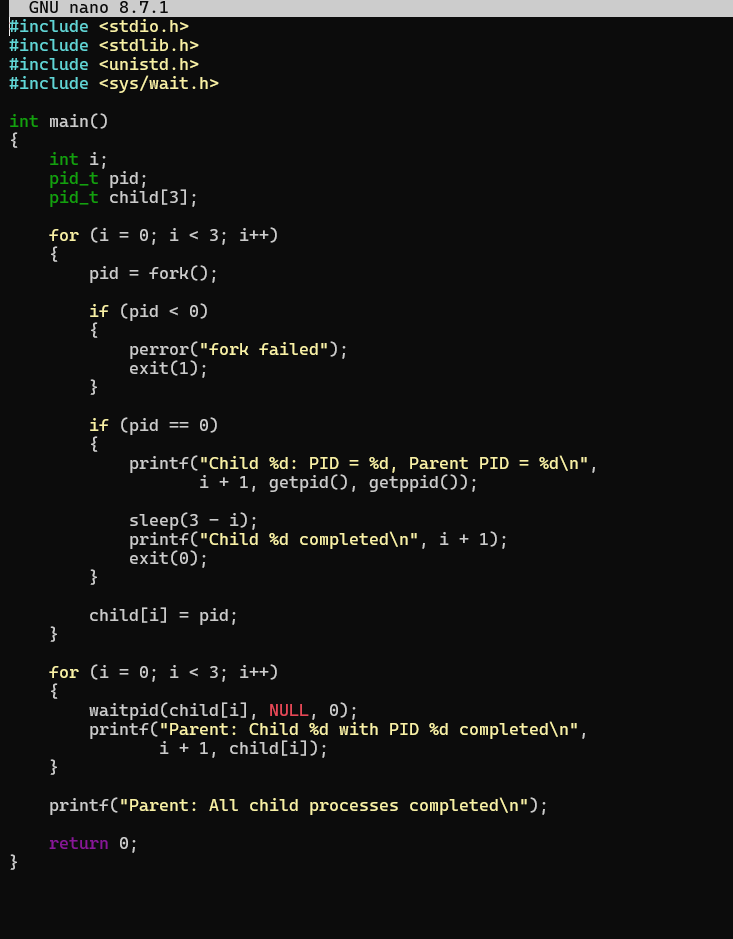 GNU nano 8.7.1
#include <stdio.h>
#include <stdlib.h>
#include <unistd.h>
#include <sys/wait.h>

int main()
{
    int i;
    pid_t pid;
    pid_t child[3];

    for (i = 0; i < 3; i++)
    {
        pid = fork();

        if (pid < 0)
        {
            perror("fork failed");
            exit(1);
        }

        if (pid == 0)
        {
            printf("Child %d: PID = %d, Parent PID = %d\n",
                   i + 1, getpid(), getppid());

            sleep(3 - i);
            printf("Child %d completed\n", i + 1);
            exit(0);
        }

        child[i] = pid;
    }

    for (i = 0; i < 3; i++)
    {
        waitpid(child[i], NULL, 0);
        printf("Parent: Child %d with PID %d completed\n",
               i + 1, child[i]);
    }

    printf("Parent: All child processes completed\n");

    return 0;
}